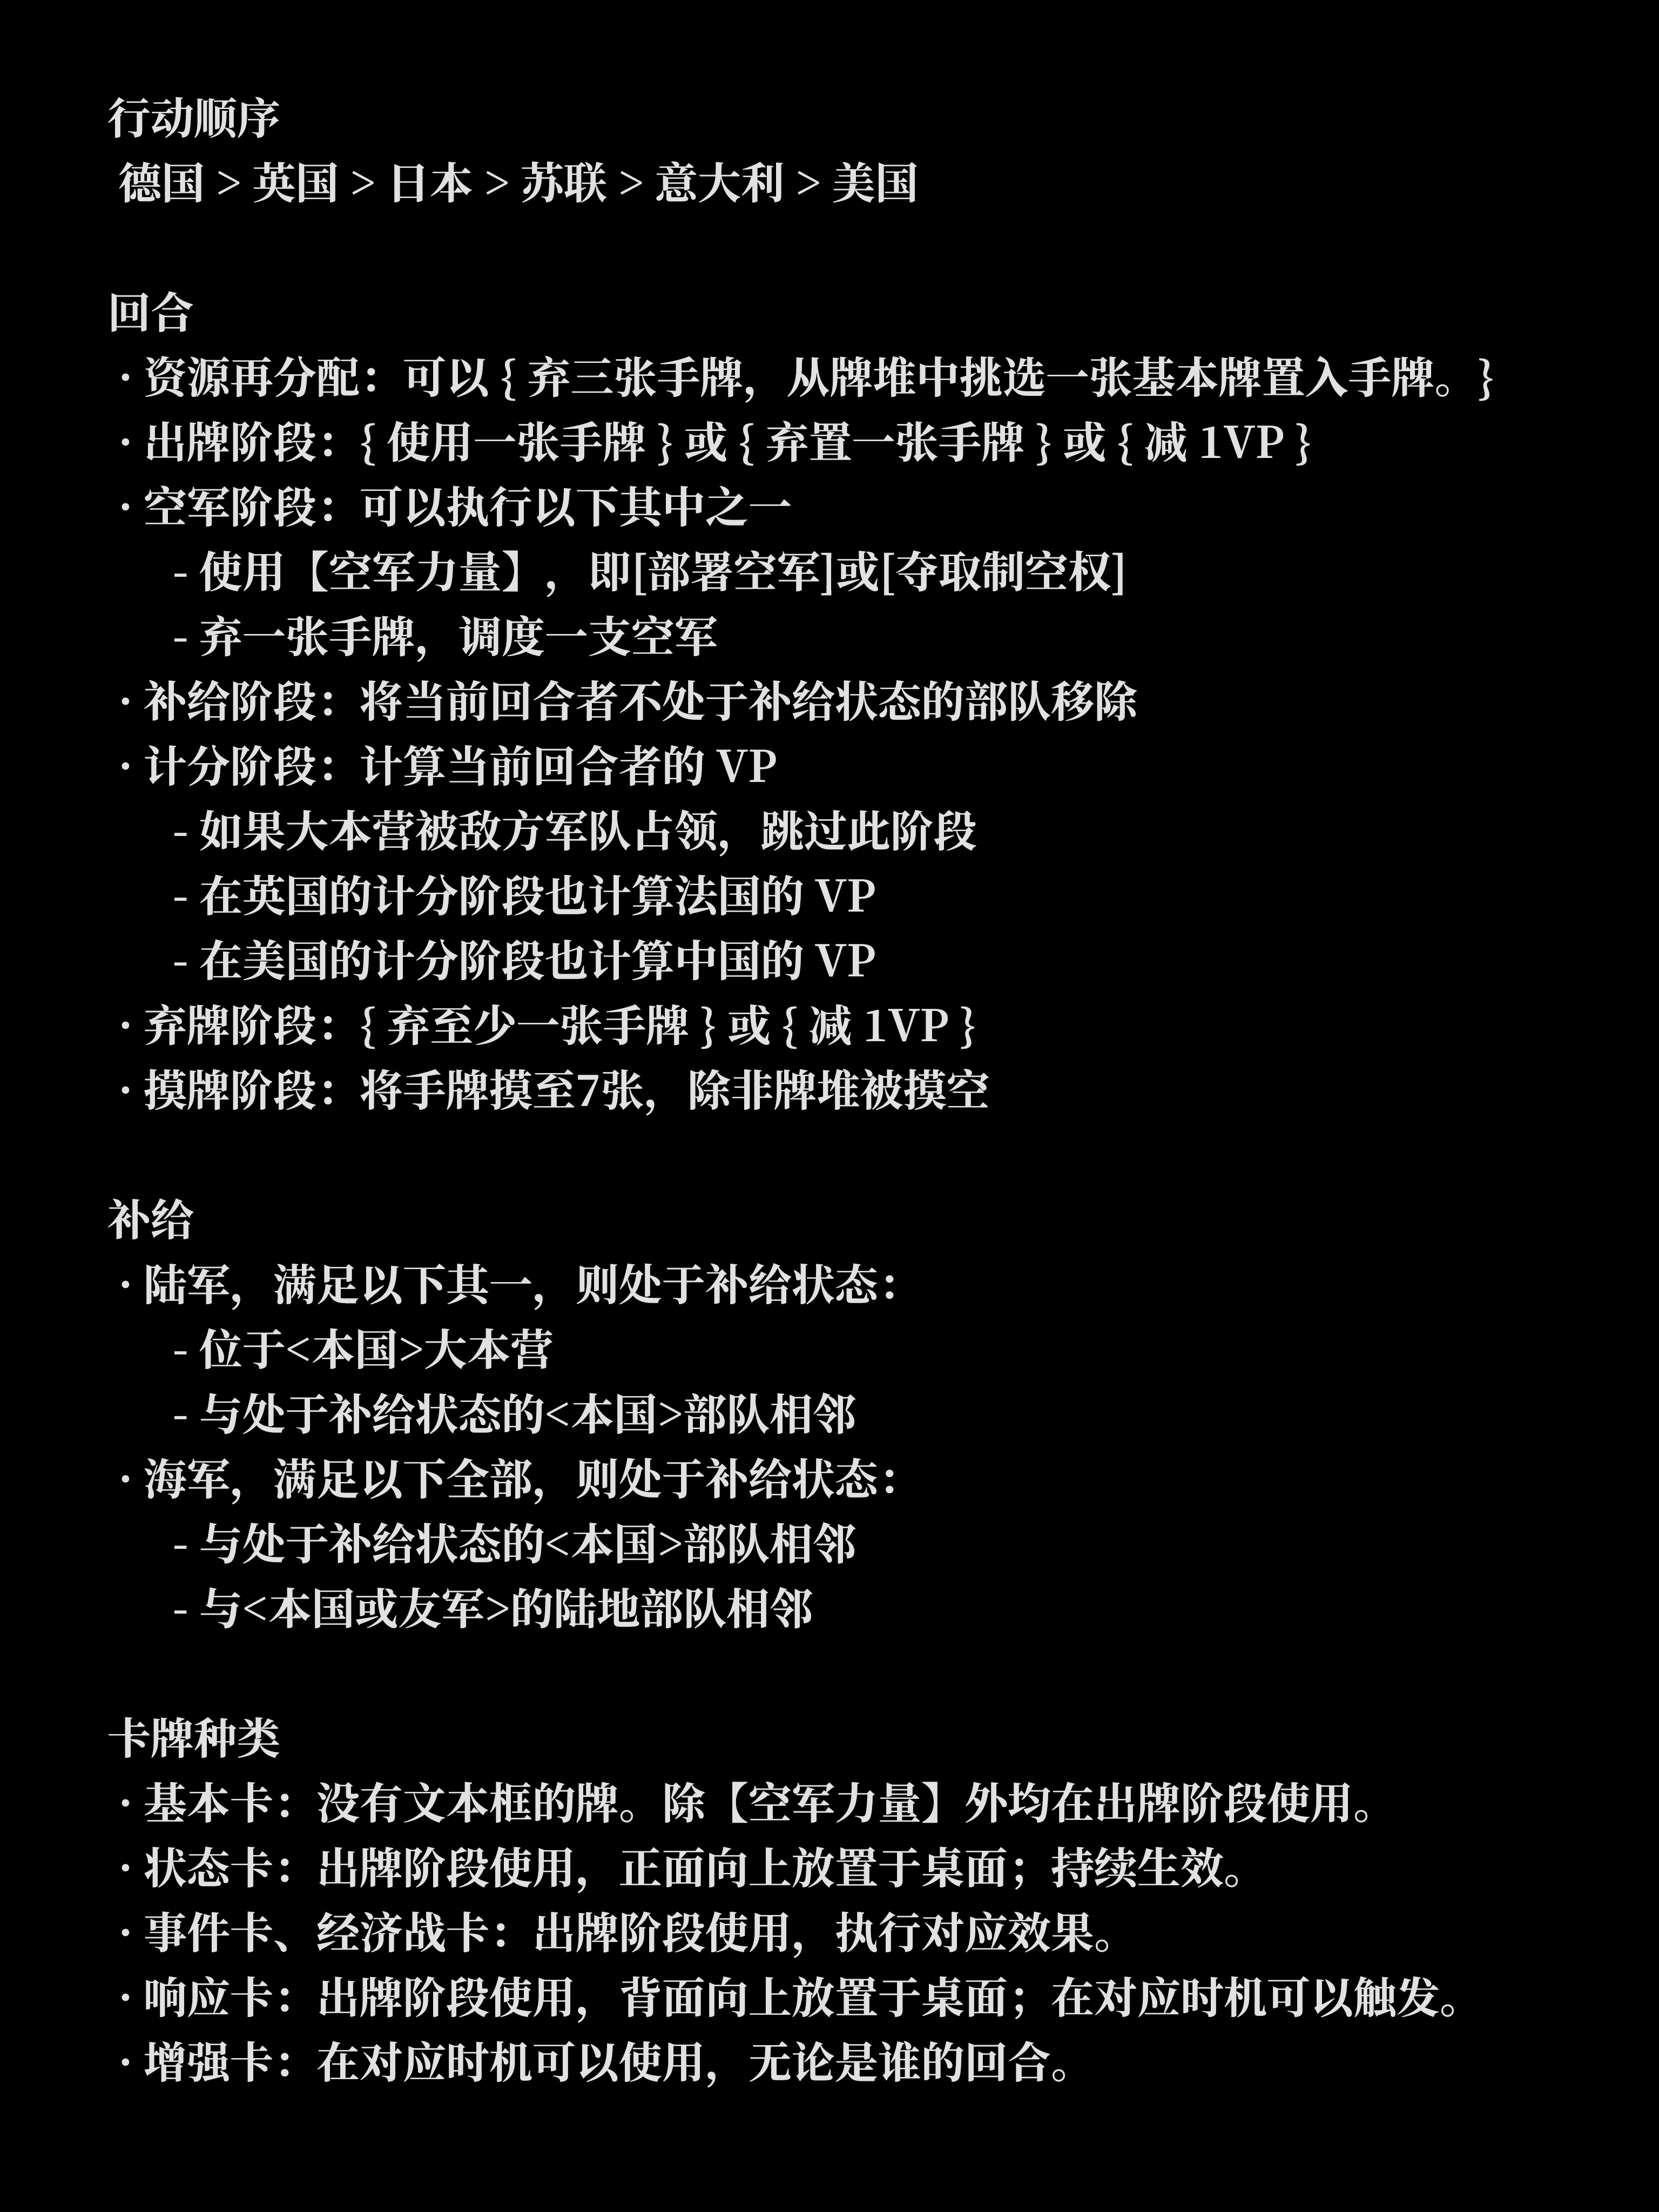 行动顺序
德国 > 英国 > 日本 > 苏联 > 意大利 > 美国
回合
· 资源再分配：可以 { 弃三张手牌，从牌堆中挑选一张基本牌置入手牌。}
· 出牌阶段：{ 使用一张手牌 } 或 { 弃置一张手牌 } 或 { 减 1VP }
· 空军阶段：可以执行以下其中之一
- 使用【空军力量】，即[部署空军]或[夺取制空权]
- 弃一张手牌，调度一支空军
· 补给阶段：将当前回合者不处于补给状态的部队移除
· 计分阶段：计算当前回合者的 VP
- 如果大本营被敌方军队占领，跳过此阶段
- 在英国的计分阶段也计算法国的 VP
- 在美国的计分阶段也计算中国的 VP
· 弃牌阶段：{ 弃至少一张手牌 } 或 { 减 1VP }
· 摸牌阶段：将手牌摸至7张，除非牌堆被摸空
补给
· 陆军，满足以下其一，则处于补给状态：
- 位于<本国>大本营
- 与处于补给状态的<本国>部队相邻
· 海军，满足以下全部，则处于补给状态：
- 与处于补给状态的<本国>部队相邻
- 与<本国或友军>的陆地部队相邻
卡牌种类
· 基本卡：没有文本框的牌。除【空军力量】外均在出牌阶段使用。
· 状态卡：出牌阶段使用，正面向上放置于桌面；持续生效。
· 事件卡、经济战卡：出牌阶段使用，执行对应效果。
· 响应卡：出牌阶段使用，背面向上放置于桌面；在对应时机可以触发。
· 增强卡：在对应时机可以使用，无论是谁的回合。